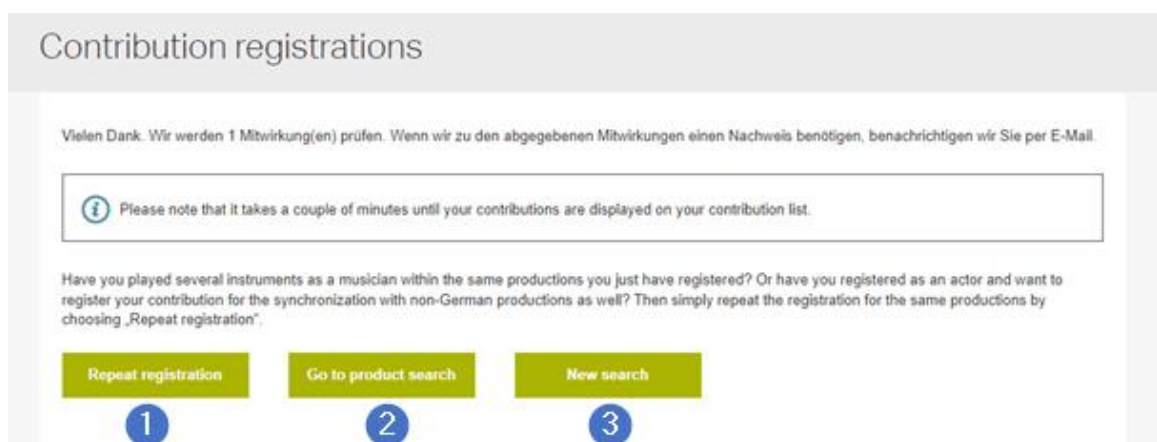 Contribution registrations
Vielen Dank. Wir werden 1 Mitwirkung(en) prüfen. Wenn wir zu den abgegebenen Mitwirkungen einen Nachweis benötigen, benachrichtigen wir Sie per E-Mail.
i Please note that it takes a couple of minutes until your contributions are displayed on your contribution list.
Have you played several instruments as a musician within the same productions you just have registered? Or have you registered as an actor and want to
register your contribution for the synchronization with non-German productions as well? Then simply repeat the registration for the same productions by
choosing „Repeat registration“.
Repeat registration Go to product search New search
1 2 3